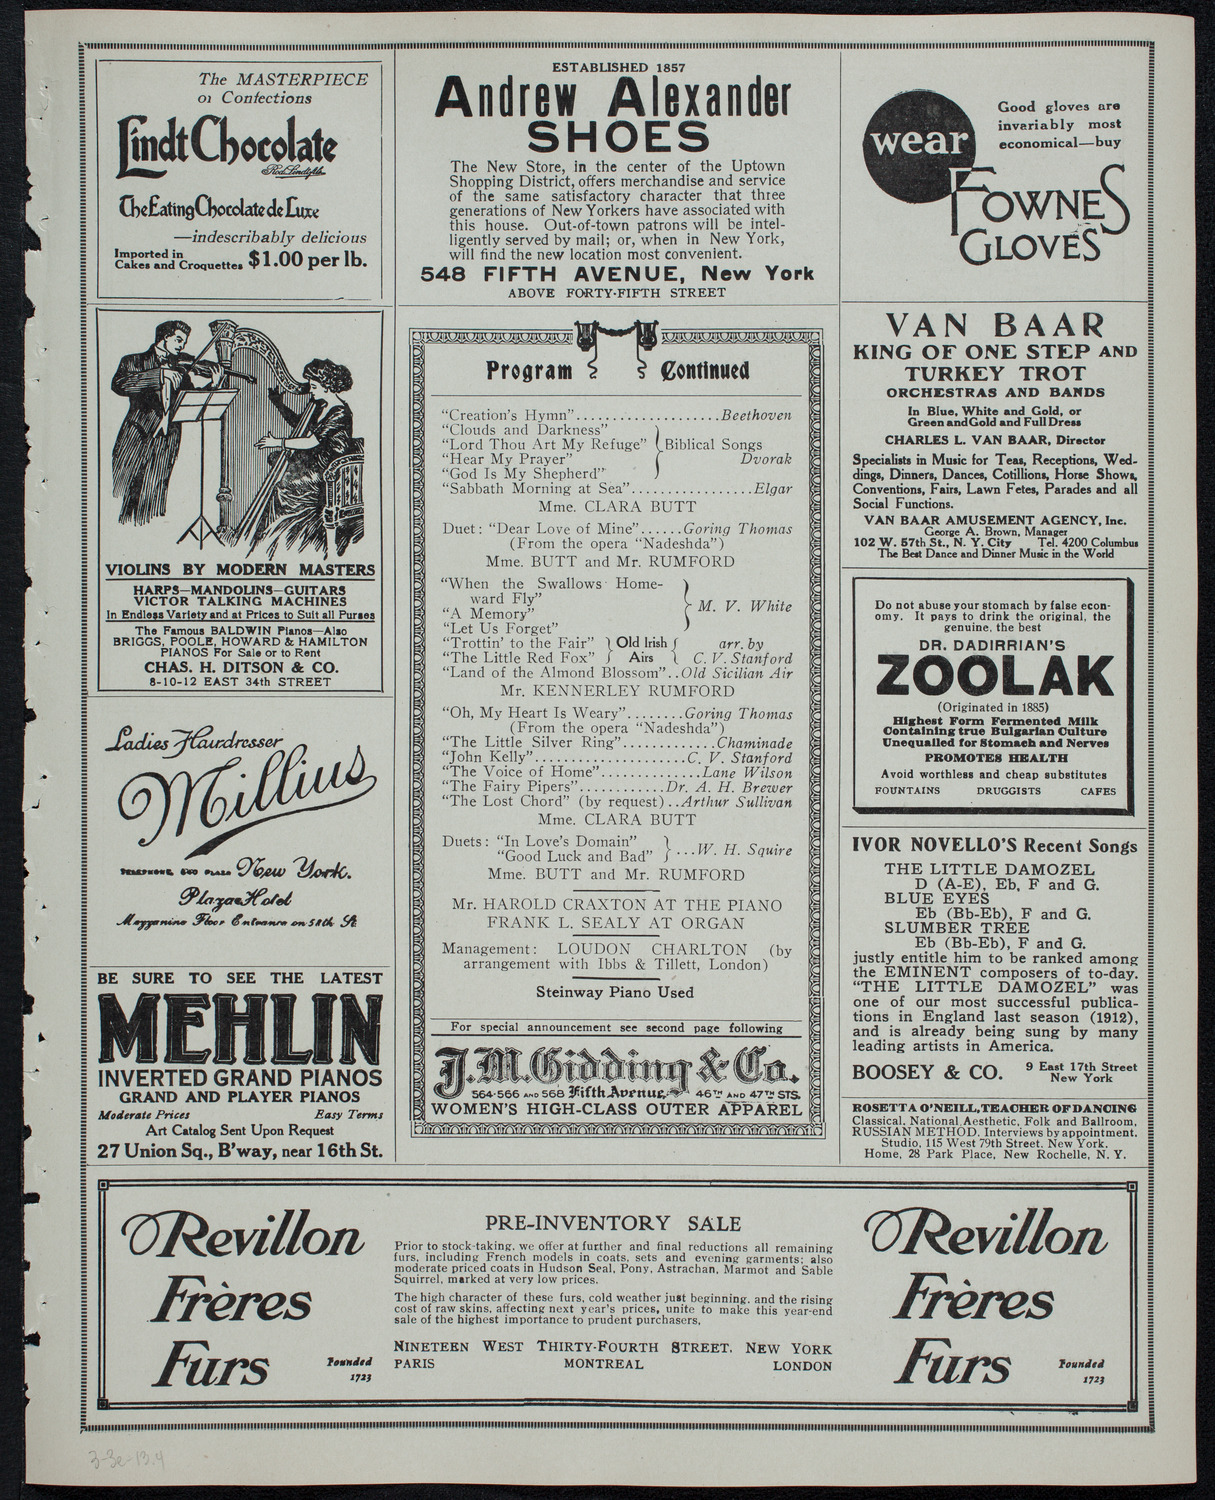 The MASTERPIECE
of Confections
Lindt Chocolate
The Eating Chocolate de Luxe
—indescribably delicious
Imported in
Cakes and Croquettes $1.00 per lb.
ESTABLISHED 1857
Andrew Alexander
SHOES
The New Store, in the center of the Uptown
Shopping District, offers merchandise and service
of the same satisfactory character that three
generations of New Yorkers have associated with
this house. Out-of-town patrons will be intel-
ligently served by mail; or, when in New York,
will find the new location most convenient.
548 FIFTH AVENUE, New York
ABOVE FORTY-FIFTH STREET
wear
Good gloves are
invariably most
economical—buy
FOWNES
GLOVES
VIOLINS BY MODERN MASTERS
HARPS—MANDOLINS—GUITARS
VICTOR TALKING MACHINES
In Endless Variety and at Prices to Suit all Purses
The Famous BALDWIN Pianos—Also
BRIGGS, POOLE, HOWARD & HAMILTON
PIANOS For Sale or to Rent
CHAS. H. DITSON & CO.
8-10-12 EAST 34th STREET
Ladies Hairdresser
Millius
New York.
Plaza Hotel
Mezzanine Floor Entrance on 58th St
BE SURE TO SEE THE LATEST
MEHLIN
INVERTED GRAND PIANOS
GRAND AND PLAYER PIANOS
Moderate Prices Easy Terms
Art Catalog Sent Upon Request
27 Union Sq., B'way, near 16th St.
Program Continued
"Creation's Hymn"....................Beethoven
"Clouds and Darkness"
"Lord Thou Art My Refuge" Biblical Songs
"Hear My Prayer" Dvorak
"God Is My Shepherd"
"Sabbath Morning at Sea".................Elgar
Mme. CLARA BUTT
Duet: "Dear Love of Mine"......Goring Thomas
(From the opera "Nadeshda")
Mme. BUTT and Mr. RUMFORD
"When the Swallows Home-
ward Fly"
"A Memory" M. V. White
"Let Us Forget"
"Trottin' to the Fair" Old Irish arr. by
"The Little Red Fox" Airs C. V. Stanford
"Land of the Almond Blossom"..Old Sicilian Air
Mr. KENNERLEY RUMFORD
"Oh, My Heart Is Weary"........Goring Thomas
(From the opera "Nadeshda")
"The Little Silver Ring".............Chaminade
"John Kelly"......................C. V. Stanford
"The Voice of Home"..............Lane Wilson
"The Fairy Pipers"............Dr. A. H. Brewer
"The Lost Chord" (by request)..Arthur Sullivan
Mme. CLARA BUTT
Duets: "In Love's Domain"
"Good Luck and Bad" ...W. H. Squire
Mme. BUTT and Mr. RUMFORD
Mr. HAROLD CRAXTON AT THE PIANO
FRANK L. SEALY AT ORGAN
Management: LOUDON CHARLTON (by
arrangement with Ibbs & Tillett, London)
Steinway Piano Used
For special announcement see second page following
J.M. Gidding & Co.
564-566 AND 568 Fifth Avenue, 46TH AND 47TH STS.
WOMEN'S HIGH-CLASS OUTER APPAREL
VAN BAAR
KING OF ONE STEP AND
TURKEY TROT
ORCHESTRAS AND BANDS
In Blue, White and Gold, or
Green and Gold and Full Dress
CHARLES L. VAN BAAR, Director
Specialists in Music for Teas, Receptions, Wed-
dings, Dinners, Dances, Cotillions, Horse Shows,
Conventions, Fairs, Lawn Fetes, Parades and all
Social Functions.
VAN BAAR AMUSEMENT AGENCY, Inc.
George A. Brown, Manager
102 W. 57th St., N. Y. City Tel. 4200 Columbus
The Best Dance and Dinner Music in the World
Do not abuse your stomach by false econ-
omy. It pays to drink the original, the
genuine, the best
DR. DADIRRIAN'S
ZOOLAK
(Originated in 1885)
Highest Form Fermented Milk
Containing true Bulgarian Culture
Unequalled for Stomach and Nerves
PROMOTES HEALTH
Avoid worthless and cheap substitutes
FOUNTAINS DRUGGISTS CAFES
IVOR NOVELLO'S Recent Songs
THE LITTLE DAMOZEL
D (A-E), Eb, F and G.
BLUE EYES
Eb (Bb-Eb), F and G.
SLUMBER TREE
Eb (Bb-Eb), F and G.
justly entitle him to be ranked among
the EMINENT composers of to-day.
"THE LITTLE DAMOZEL" was
one of our most successful publica-
tions in England last season (1912),
and is already being sung by many
leading artists in America.
BOOSEY & CO. 9 East 17th Street
New York
ROSETTA O'NEILL, TEACHER OF DANCING
Classical, National, Aesthetic, Folk and Ballroom,
RUSSIAN METHOD. Interviews by appointment.
Studio, 115 West 79th Street, New York.
Home, 28 Park Place, New Rochelle, N. Y.
Revillon
Frères
Furs
Founded
1723
PRE-INVENTORY SALE
Prior to stock-taking, we offer at further and final reductions all remaining
furs, including French models in coats, sets and evening garments; also
moderate priced coats in Hudson Seal, Pony, Astrachan, Marmot and Sable
Squirrel, marked at very low prices.
The high character of these furs, cold weather just beginning, and the rising
cost of raw skins, affecting next year's prices, unite to make this year-end
sale of the highest importance to prudent purchasers.
NINETEEN WEST THIRTY-FOURTH STREET, NEW YORK
PARIS MONTREAL LONDON
Revillon
Frères
Furs
Founded
1723